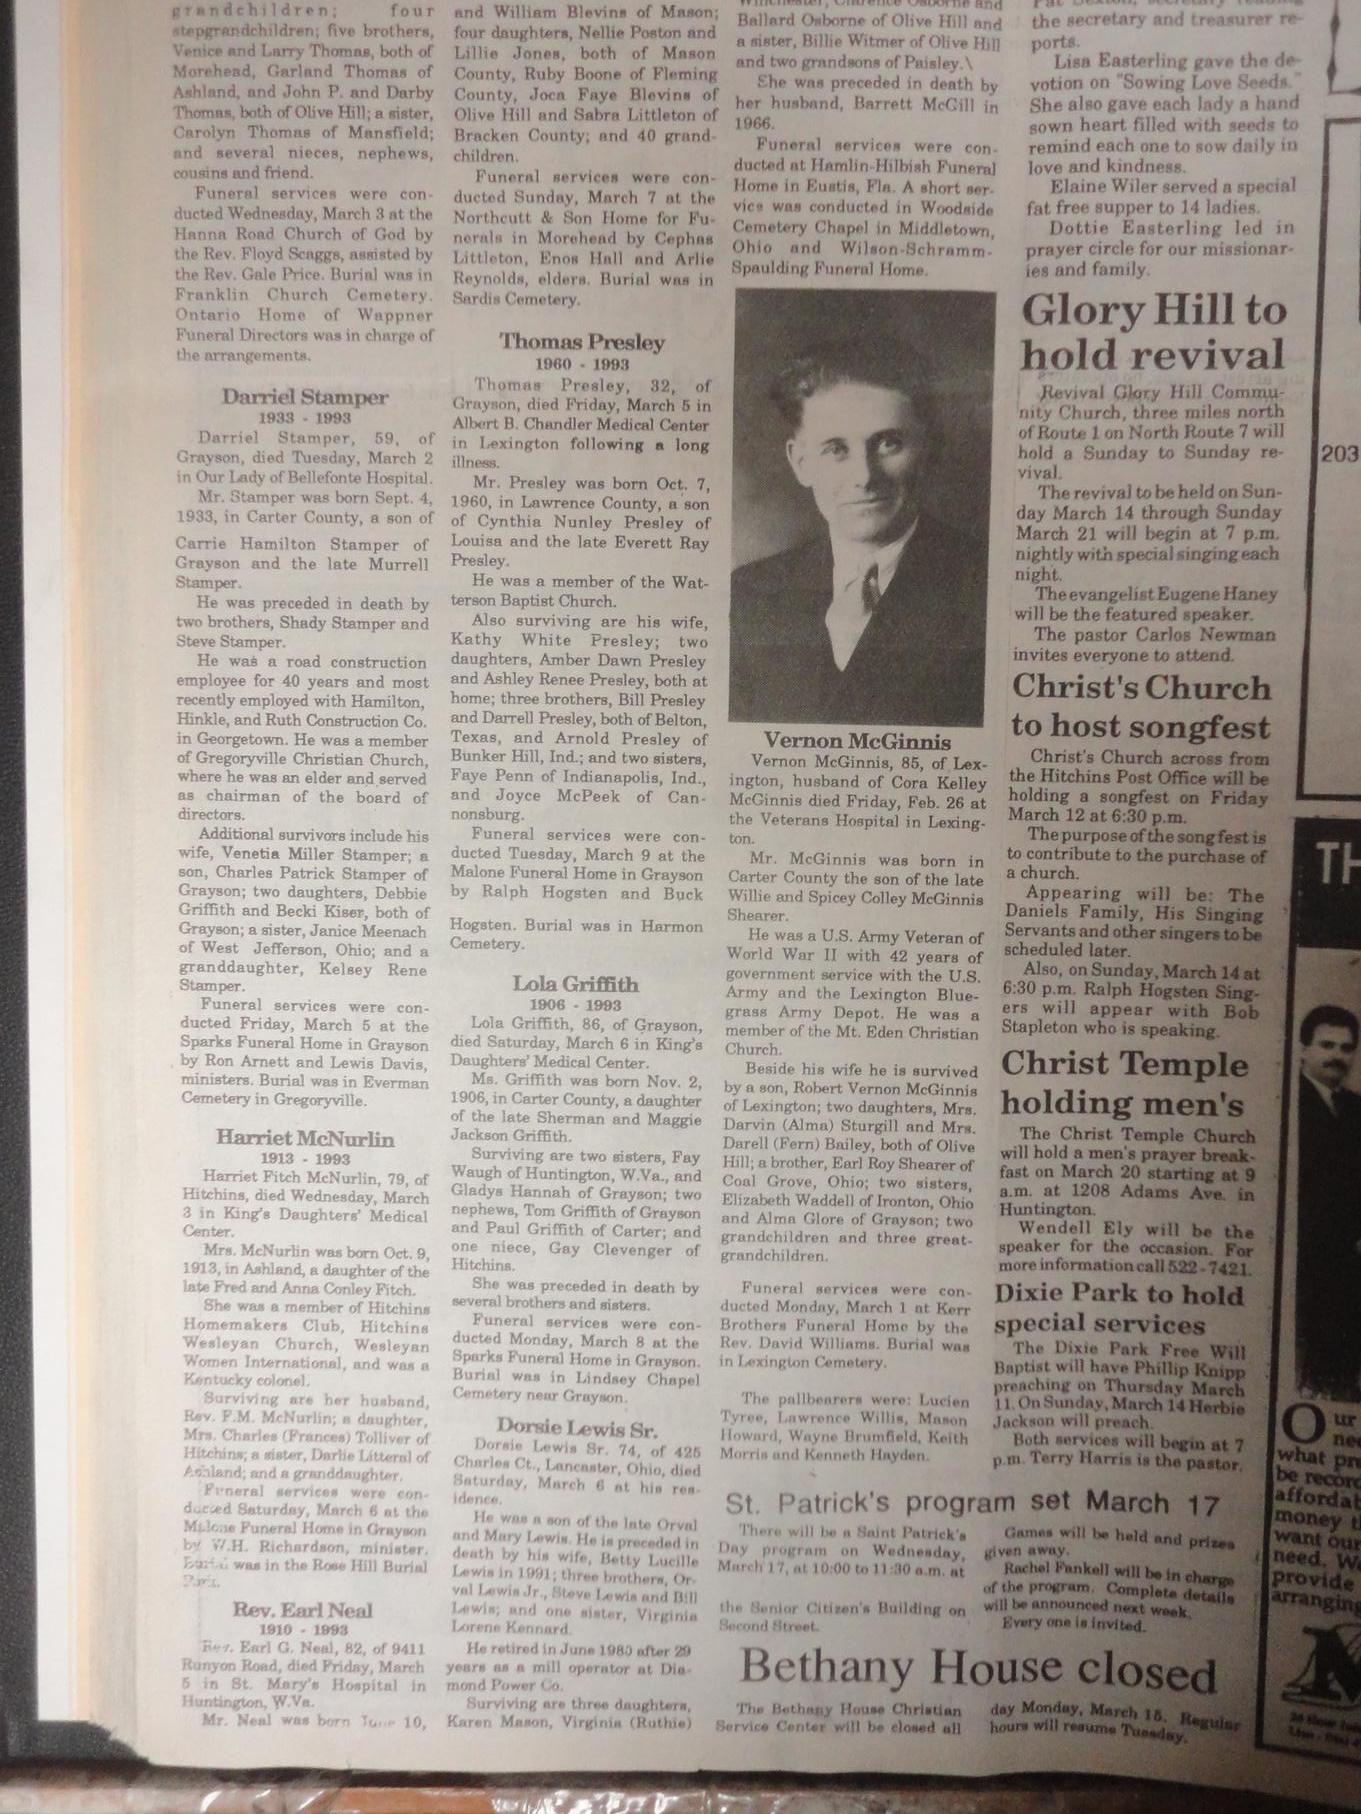 grandchildren; four
stepgrandchildren; five brothers,
Venice and Larry Thomas, both of
Morehead, Garland Thomas of
Ashland, and John P. and Darby
Thomas, both of Olive Hill; a sister,
Carolyn Thomas of Mansfield;
and several nieces, nephews,
cousins and friend.
Funeral services were con-
ducted Wednesday, March 3 at the
Hanna Road Church of God by
the Rev. Floyd Scaggs, assisted by
the Rev. Gale Price. Burial was in
Franklin Church Cemetery.
Ontario Home of Wappner
Funeral Directors was in charge of
the arrangements.
Darriel Stamper
1933 - 1993
Darriel Stamper, 59, of
Grayson, died Tuesday, March 2
in Our Lady of Bellefonte Hospital.
Mr. Stamper was born Sept. 4,
1933, in Carter County, a son of
Carrie Hamilton Stamper of
Grayson and the late Murrell
Stamper.
He was preceded in death by
two brothers, Shady Stamper and
Steve Stamper.
He was a road construction
employee for 40 years and most
recently employed with Hamilton,
Hinkle, and Ruth Construction Co.
in Georgetown. He was a member
of Gregoryville Christian Church,
where he was an elder and served
as chairman of the board of
directors.
Additional survivors include his
wife, Venetia Miller Stamper; a
son, Charles Patrick Stamper of
Grayson; two daughters, Debbie
Griffith and Becki Kiser, both of
Grayson; a sister, Janice Meenach
of West Jefferson, Ohio; and a
granddaughter, Kelsey Rene
Stamper.
Funeral services were con-
ducted Friday, March 5 at the
Sparks Funeral Home in Grayson
by Ron Arnett and Lewis Davis,
ministers. Burial was in Everman
Cemetery in Gregoryville.
Harriet McNurlin
1913 - 1993
Harriet Fitch McNurlin, 79, of
Hitchins, died Wednesday, March
3 in King's Daughters' Medical
Center.
Mrs. McNurlin was born Oct. 9,
1913, in Ashland, a daughter of the
late Fred and Anna Conley Fitch.
She was a member of Hitchins
Homemakers Club, Hitchins
Wesleyan Church, Wesleyan
Women International, and was a
Kentucky colonel.
Surviving are her husband,
Rev. F.M. McNurlin; a daughter,
Mrs. Charles (Frances) Tolliver of
Hitchins; a sister, Darlie Litteral of
Ashland; and a granddaughter.
Funeral services were con-
ducted Saturday, March 6 at the
Malone Funeral Home in Grayson
by W.H. Richardson, minister.
Burial was in the Rose Hill Burial
Park.
Rev. Earl Neal
1910 - 1993
Rev. Earl G. Neal, 82, of 9411
Runyon Road, died Friday, March
5 in St. Mary's Hospital in
Huntington, W.Va.
Mr. Neal was born June 10,
and William Blevins of Mason;
four daughters, Nellie Poston and
Lillie Jones, both of Mason
County, Ruby Boone of Fleming
County, Joca Faye Blevins of
Olive Hill and Sabra Littleton of
Bracken County; and 40 grand-
children.
Funeral services were con-
ducted Sunday, March 7 at the
Northcutt & Son Home for Fu-
nerals in Morehead by Cephas
Littleton, Enos Hall and Arlie
Reynolds, elders. Burial was in
Sardis Cemetery.
Thomas Presley
1960 - 1993
Thomas Presley, 32, of
Grayson, died Friday, March 5 in
Albert B. Chandler Medical Center
in Lexington following a long
illness.
Mr. Presley was born Oct. 7,
1960, in Lawrence County, a son
of Cynthia Nunley Presley of
Louisa and the late Everett Ray
Presley.
He was a member of the Wat-
terson Baptist Church.
Also surviving are his wife,
Kathy White Presley; two
daughters, Amber Dawn Presley
and Ashley Renee Presley, both at
home; three brothers, Bill Presley
and Darrell Presley, both of Belton,
Texas, and Arnold Presley of
Bunker Hill, Ind.; and two sisters,
Faye Penn of Indianapolis, Ind.,
and Joyce McPeek of Can-
nonsburg.
Funeral services were con-
ducted Tuesday, March 9 at the
Malone Funeral Home in Grayson
by Ralph Hogsten and Buck
Hogsten. Burial was in Harmon
Cemetery.
Lola Griffith
1906 - 1993
Lola Griffith, 86, of Grayson,
died Saturday, March 6 in King's
Daughters' Medical Center.
Ms. Griffith was born Nov. 2,
1906, in Carter County, a daughter
of the late Sherman and Maggie
Jackson Griffith.
Surviving are two sisters, Fay
Waugh of Huntington, W.Va., and
Gladys Hannah of Grayson; two
nephews, Tom Griffith of Grayson
and Paul Griffith of Carter; and
one niece, Gay Clevenger of
Hitchins.
She was preceded in death by
several brothers and sisters.
Funeral services were con-
ducted Monday, March 8 at the
Sparks Funeral Home in Grayson.
Burial was in Lindsey Chapel
Cemetery near Grayson.
Dorsie Lewis Sr.
Dorsie Lewis Sr. 74, of 425
Charles Ct., Lancaster, Ohio, died
Saturday, March 6 at his res-
idence.
He was a son of the late Orval
and Mary Lewis. He is preceded in
death by his wife, Betty Lucille
Lewis in 1991; three brothers, Or-
val Lewis Jr., Steve Lewis and Bill
Lewis; and one sister, Virginia
Lorene Kennard.
He retired in June 1980 after 29
years as a mill operator at Dia-
mond Power Co.
Surviving are three daughters,
Karen Mason, Virginia (Ruthie)
Winchester, Clarence Osborne and
Ballard Osborne of Olive Hill and
a sister, Billie Witmer of Olive Hill
and two grandsons of Paisley.\
She was preceded in death by
her husband, Barrett McGill in
1966.
Funeral services were con-
ducted at Hamlin-Hilbish Funeral
Home in Eustis, Fla. A short ser-
vice was conducted in Woodside
Cemetery Chapel in Middletown,
Ohio and Wilson-Schramm-
Spaulding Funeral Home.
Vernon McGinnis
Vernon McGinnis, 85, of Lex-
ington, husband of Cora Kelley
McGinnis died Friday, Feb. 26 at
the Veterans Hospital in Lexing-
ton.
Mr. McGinnis was born in
Carter County the son of the late
Willie and Spicey Colley McGinnis
Shearer.
He was a U.S. Army Veteran of
World War II with 42 years of
government service with the U.S.
Army and the Lexington Blue-
grass Army Depot. He was a
member of the Mt. Eden Christian
Church.
Beside his wife he is survived
by a son, Robert Vernon McGinnis
of Lexington; two daughters, Mrs.
Darvin (Alma) Sturgill and Mrs.
Darell (Fern) Bailey, both of Olive
Hill; a brother, Earl Roy Shearer of
Coal Grove, Ohio; two sisters,
Elizabeth Waddell of Ironton, Ohio
and Alma Glore of Grayson; two
grandchildren and three great-
grandchildren.
Funeral services were con-
ducted Monday, March 1 at Kerr
Brothers Funeral Home by the
Rev. David Williams. Burial was
in Lexington Cemetery.
The pallbearers were: Lucien
Tyree, Lawrence Willis, Mason
Howard, Wayne Brumfield, Keith
Morris and Kenneth Hayden.
the secretary and treasurer re-
ports.
Lisa Easterling gave the de-
votion on "Sowing Love Seeds."
She also gave each lady a hand
sown heart filled with seeds to
remind each one to sow daily in
love and kindness.
Elaine Wiler served a special
fat free supper to 14 ladies.
Dottie Easterling led in
prayer circle for our missionar-
ies and family.
Glory Hill to
hold revival
Revival Glory Hill Commu-
nity Church, three miles north
of Route 1 on North Route 7 will
hold a Sunday to Sunday re-
vival.
The revival to be held on Sun-
day March 14 through Sunday
March 21 will begin at 7 p.m.
nightly with special singing each
night.
The evangelist Eugene Haney
will be the featured speaker.
The pastor Carlos Newman
invites everyone to attend.
Christ's Church
to host songfest
Christ's Church across from
the Hitchins Post Office will be
holding a songfest on Friday
March 12 at 6:30 p.m.
The purpose of the songfest is
to contribute to the purchase of
a church.
Appearing will be: The
Daniels Family, His Singing
Servants and other singers to be
scheduled later.
Also, on Sunday, March 14 at
6:30 p.m. Ralph Hogsten Sing-
ers will appear with Bob
Stapleton who is speaking.
Christ Temple
holding men's
The Christ Temple Church
will hold a men's prayer break-
fast on March 20 starting at 9
a.m. at 1208 Adams Ave. in
Huntington.
Wendell Ely will be the
speaker for the occasion. For
more information call 522-7421.
Dixie Park to hold
special services
The Dixie Park Free Will
Baptist will have Phillip Knipp
preaching on Thursday March
11. On Sunday, March 14 Herbie
Jackson will preach.
Both services will begin at 7
p.m. Terry Harris is the pastor.
St. Patrick's program set March 17
There will be a Saint Patrick's
Day program on Wednesday,
March 17, at 10:00 to 11:30 a.m. at
the Senior Citizen's Building on
Second Street.
Games will be held and prizes
given away.
Rachel Fankell will be in charge
of the program. Complete details
will be announced next week.
Every one is invited.
Bethany House closed
The Bethany House Christian
Service Center will be closed all
day Monday, March 15. Regular
hours will resume Tuesday.
203
TH
Our
nee
what pr
be record
affordal
money t
want our
need. We
provide
arranging